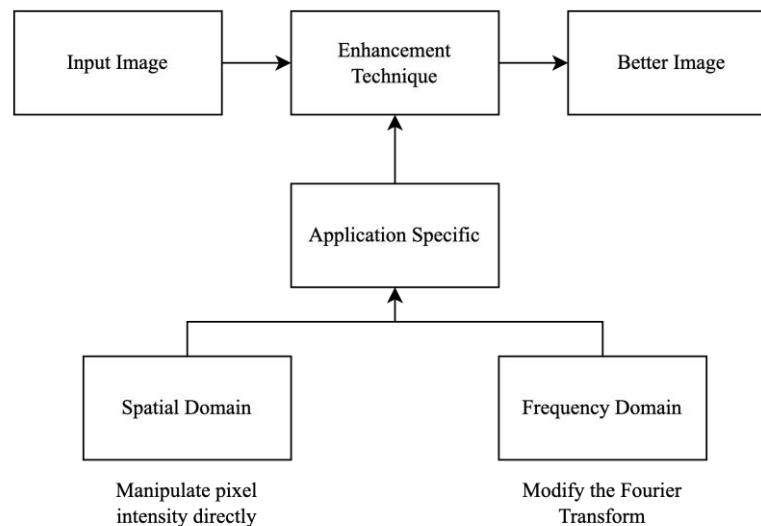 Input Image
Enhancement
Technique
Better Image
Application Specific
Spatial Domain
Frequency Domain
Manipulate pixel
intensity directly
Modify the Fourier
Transform